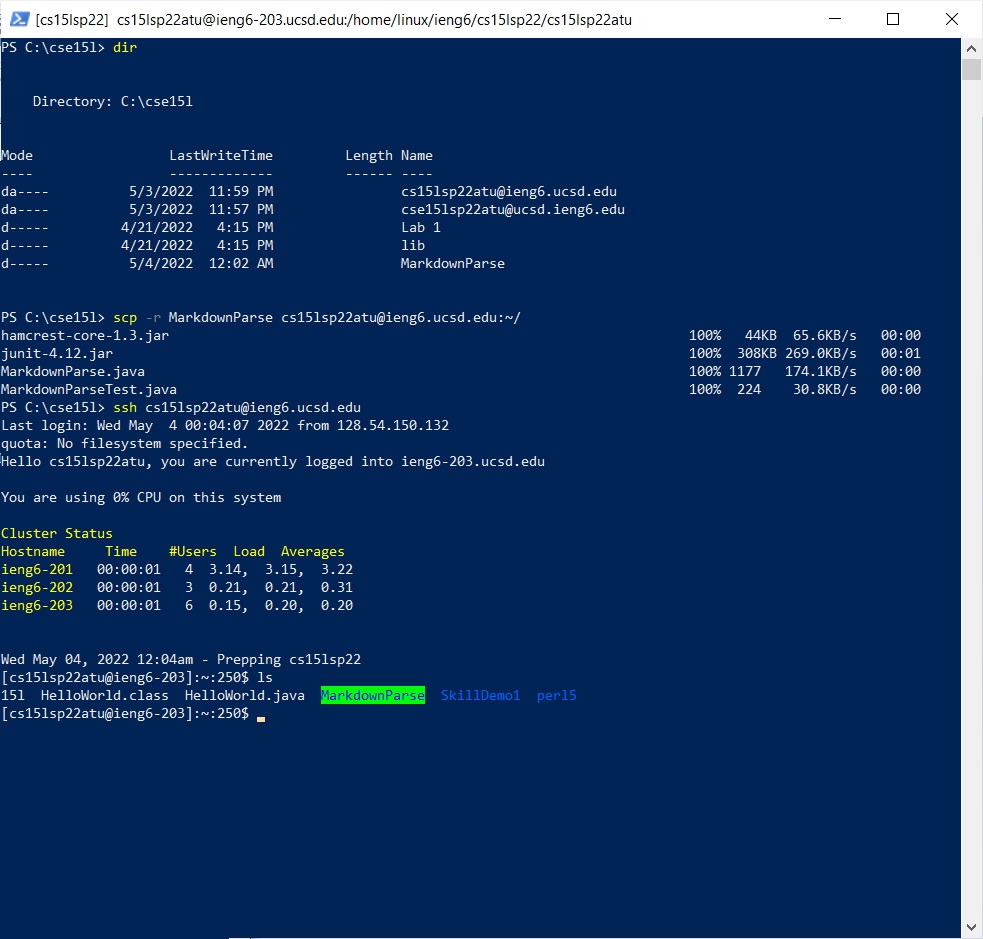 [cs15lsp22] cs15lsp22atu@ieng6-203.ucsd.edu:/home/linux/ieng6/cs15lsp22/cs15lsp22atu
PS C:\cse15l> dir
Directory: C:\cse15l
Mode LastWriteTime Length Name
---- ------------- ------ ----
da---- 5/3/2022 11:59 PM cs15lsp22atu@ieng6.ucsd.edu
da---- 5/3/2022 11:57 PM cse15lsp22atu@ucsd.ieng6.edu
d----- 4/21/2022 4:15 PM Lab 1
d----- 4/21/2022 4:15 PM lib
d----- 5/4/2022 12:02 AM MarkdownParse
PS C:\cse15l> scp -r MarkdownParse cs15lsp22atu@ieng6.ucsd.edu:~/
hamcrest-core-1.3.jar 100% 44KB 65.6KB/s 00:00
junit-4.12.jar 100% 308KB 269.0KB/s 00:01
MarkdownParse.java 100% 1177 174.1KB/s 00:00
MarkdownParseTest.java 100% 224 30.8KB/s 00:00
PS C:\cse15l> ssh cs15lsp22atu@ieng6.ucsd.edu
Last login: Wed May  4 00:04:07 2022 from 128.54.150.132
quota: No filesystem specified.
Hello cs15lsp22atu, you are currently logged into ieng6-203.ucsd.edu
You are using 0% CPU on this system
Cluster Status
Hostname Time #Users Load Averages
ieng6-201 00:00:01 4 3.14, 3.15, 3.22
ieng6-202 00:00:01 3 0.21, 0.21, 0.31
ieng6-203 00:00:01 6 0.15, 0.20, 0.20
Wed May 04, 2022 12:04am - Prepping cs15lsp22
[cs15lsp22atu@ieng6-203]:~:250$ ls
15l HelloWorld.class HelloWorld.java MarkdownParse SkillDemo1 perl5
[cs15lsp22atu@ieng6-203]:~:250$